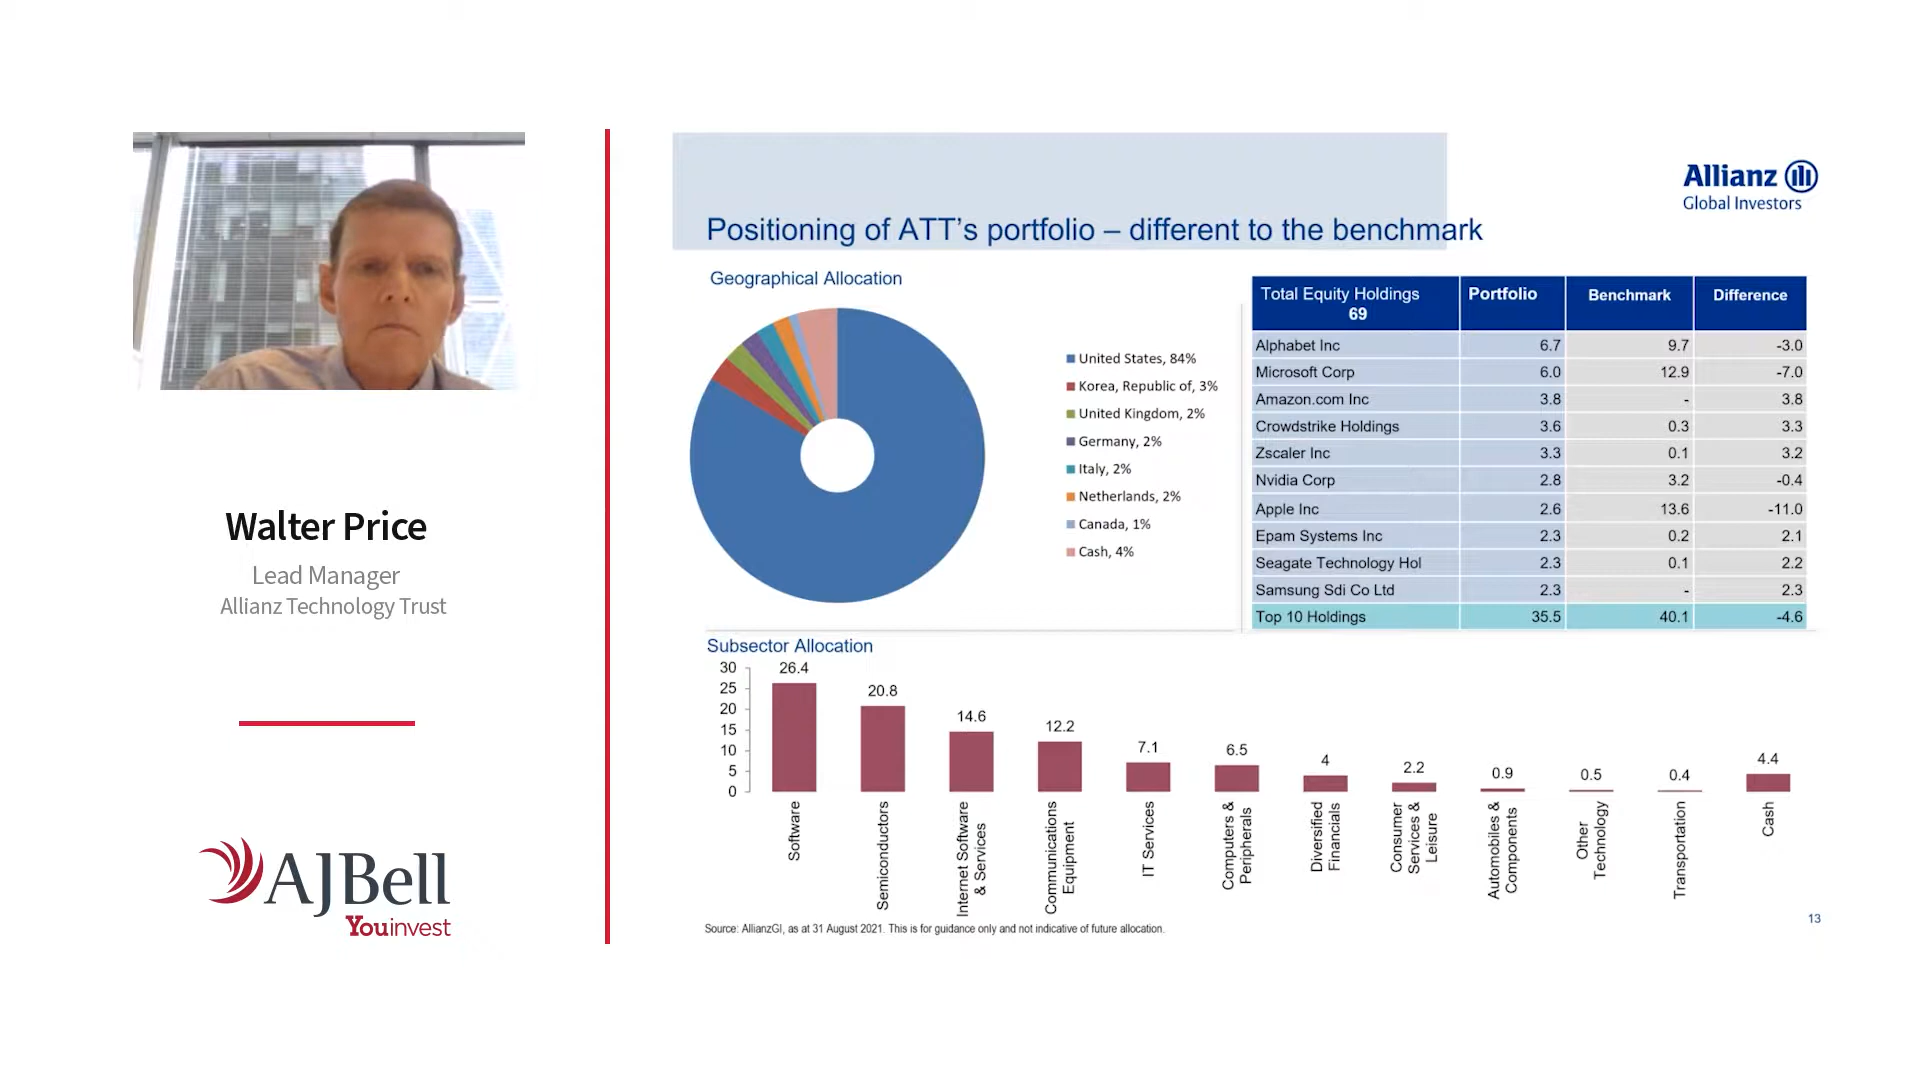 Walter Price
Lead Manager
Allianz Technology Trust
AJBell
Youinvest
Allianz
Global Investors
Positioning of ATT’s portfolio – different to the benchmark
Geographical Allocation
United States, 84%
Korea, Republic of, 3%
United Kingdom, 2%
Germany, 2%
Italy, 2%
Netherlands, 2%
Canada, 1%
Cash, 4%
Total Equity Holdings 69 Portfolio Benchmark Difference
Alphabet Inc 6.7 9.7 -3.0
Microsoft Corp 6.0 12.9 -7.0
Amazon.com Inc 3.8 - 3.8
Crowdstrike Holdings 3.6 0.3 3.3
Zscaler Inc 3.3 0.1 3.2
Nvidia Corp 2.8 3.2 -0.4
Apple Inc 2.6 13.6 -11.0
Epam Systems Inc 2.3 0.2 2.1
Seagate Technology Hol 2.3 0.1 2.2
Samsung Sdi Co Ltd 2.3 - 2.3
Top 10 Holdings 35.5 40.1 -4.6
Subsector Allocation
30
25
20
15
10
5
0
26.4
20.8
14.6
12.2
7.1
6.5
4
2.2
0.9
0.5
0.4
4.4
Software
Semiconductors
Internet Software
& Services
Communications
Equipment
IT Services
Computers &
Peripherals
Diversified
Financials
Consumer
Services &
Leisure
Automobiles &
Components
Other
Technology
Transportation
Cash
Source: AllianzGI, as at 31 August 2021. This is for guidance only and not indicative of future allocation.
13